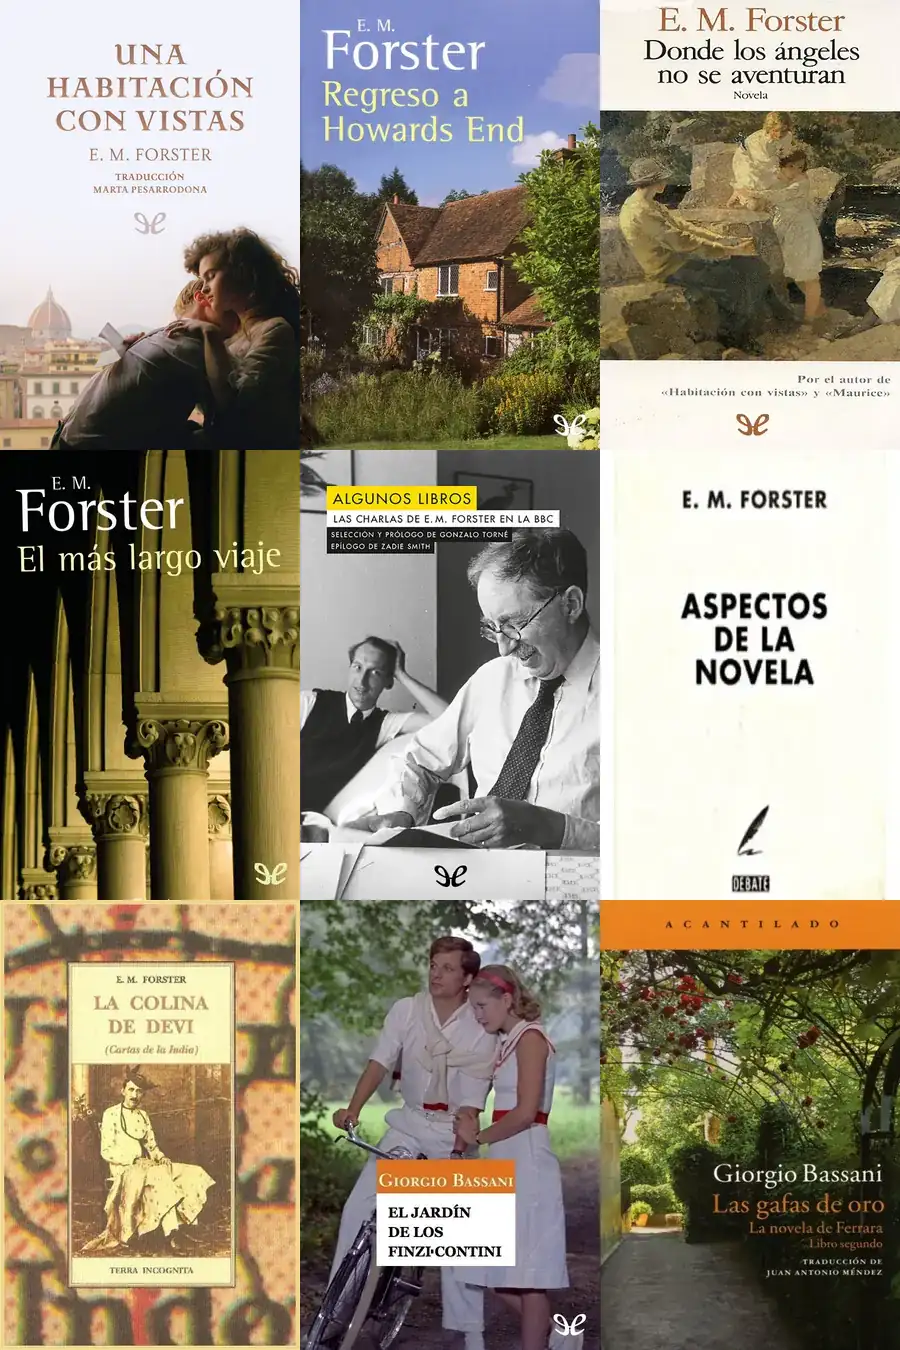 UNA
HABITACIÓN
CON VISTAS
E. M. FORSTER
TRADUCCIÓN
MARTA PESARRODONA
E. M.
Forster
Regreso a
Howards End
E. M. Forster
Donde los ángeles
no se aventuran
Novela
Por el autor de
«Habitación con vistas» y «Maurice»
E. M.
Forster
El más largo viaje
ALGUNOS LIBROS
LAS CHARLAS DE E. M. FORSTER EN LA BBC
SELECCIÓN Y PRÓLOGO DE GONZALO TORNÉ
EPÍLOGO DE ZADIE SMITH
E. M. FORSTER
ASPECTOS
DE LA
NOVELA
DEBATE
E. M. FORSTER
LA COLINA
DE DEVI
(Cartas de la India)
TERRA INCOGNITA
GIORGIO BASSANI
EL JARDÍN
DE LOS
FINZI-CONTINI
ACANTILADO
Giorgio Bassani
Las gafas de oro
La novela de Ferrara
Libro segundo
TRADUCCIÓN DE
JUAN ANTONIO MÉNDEZ